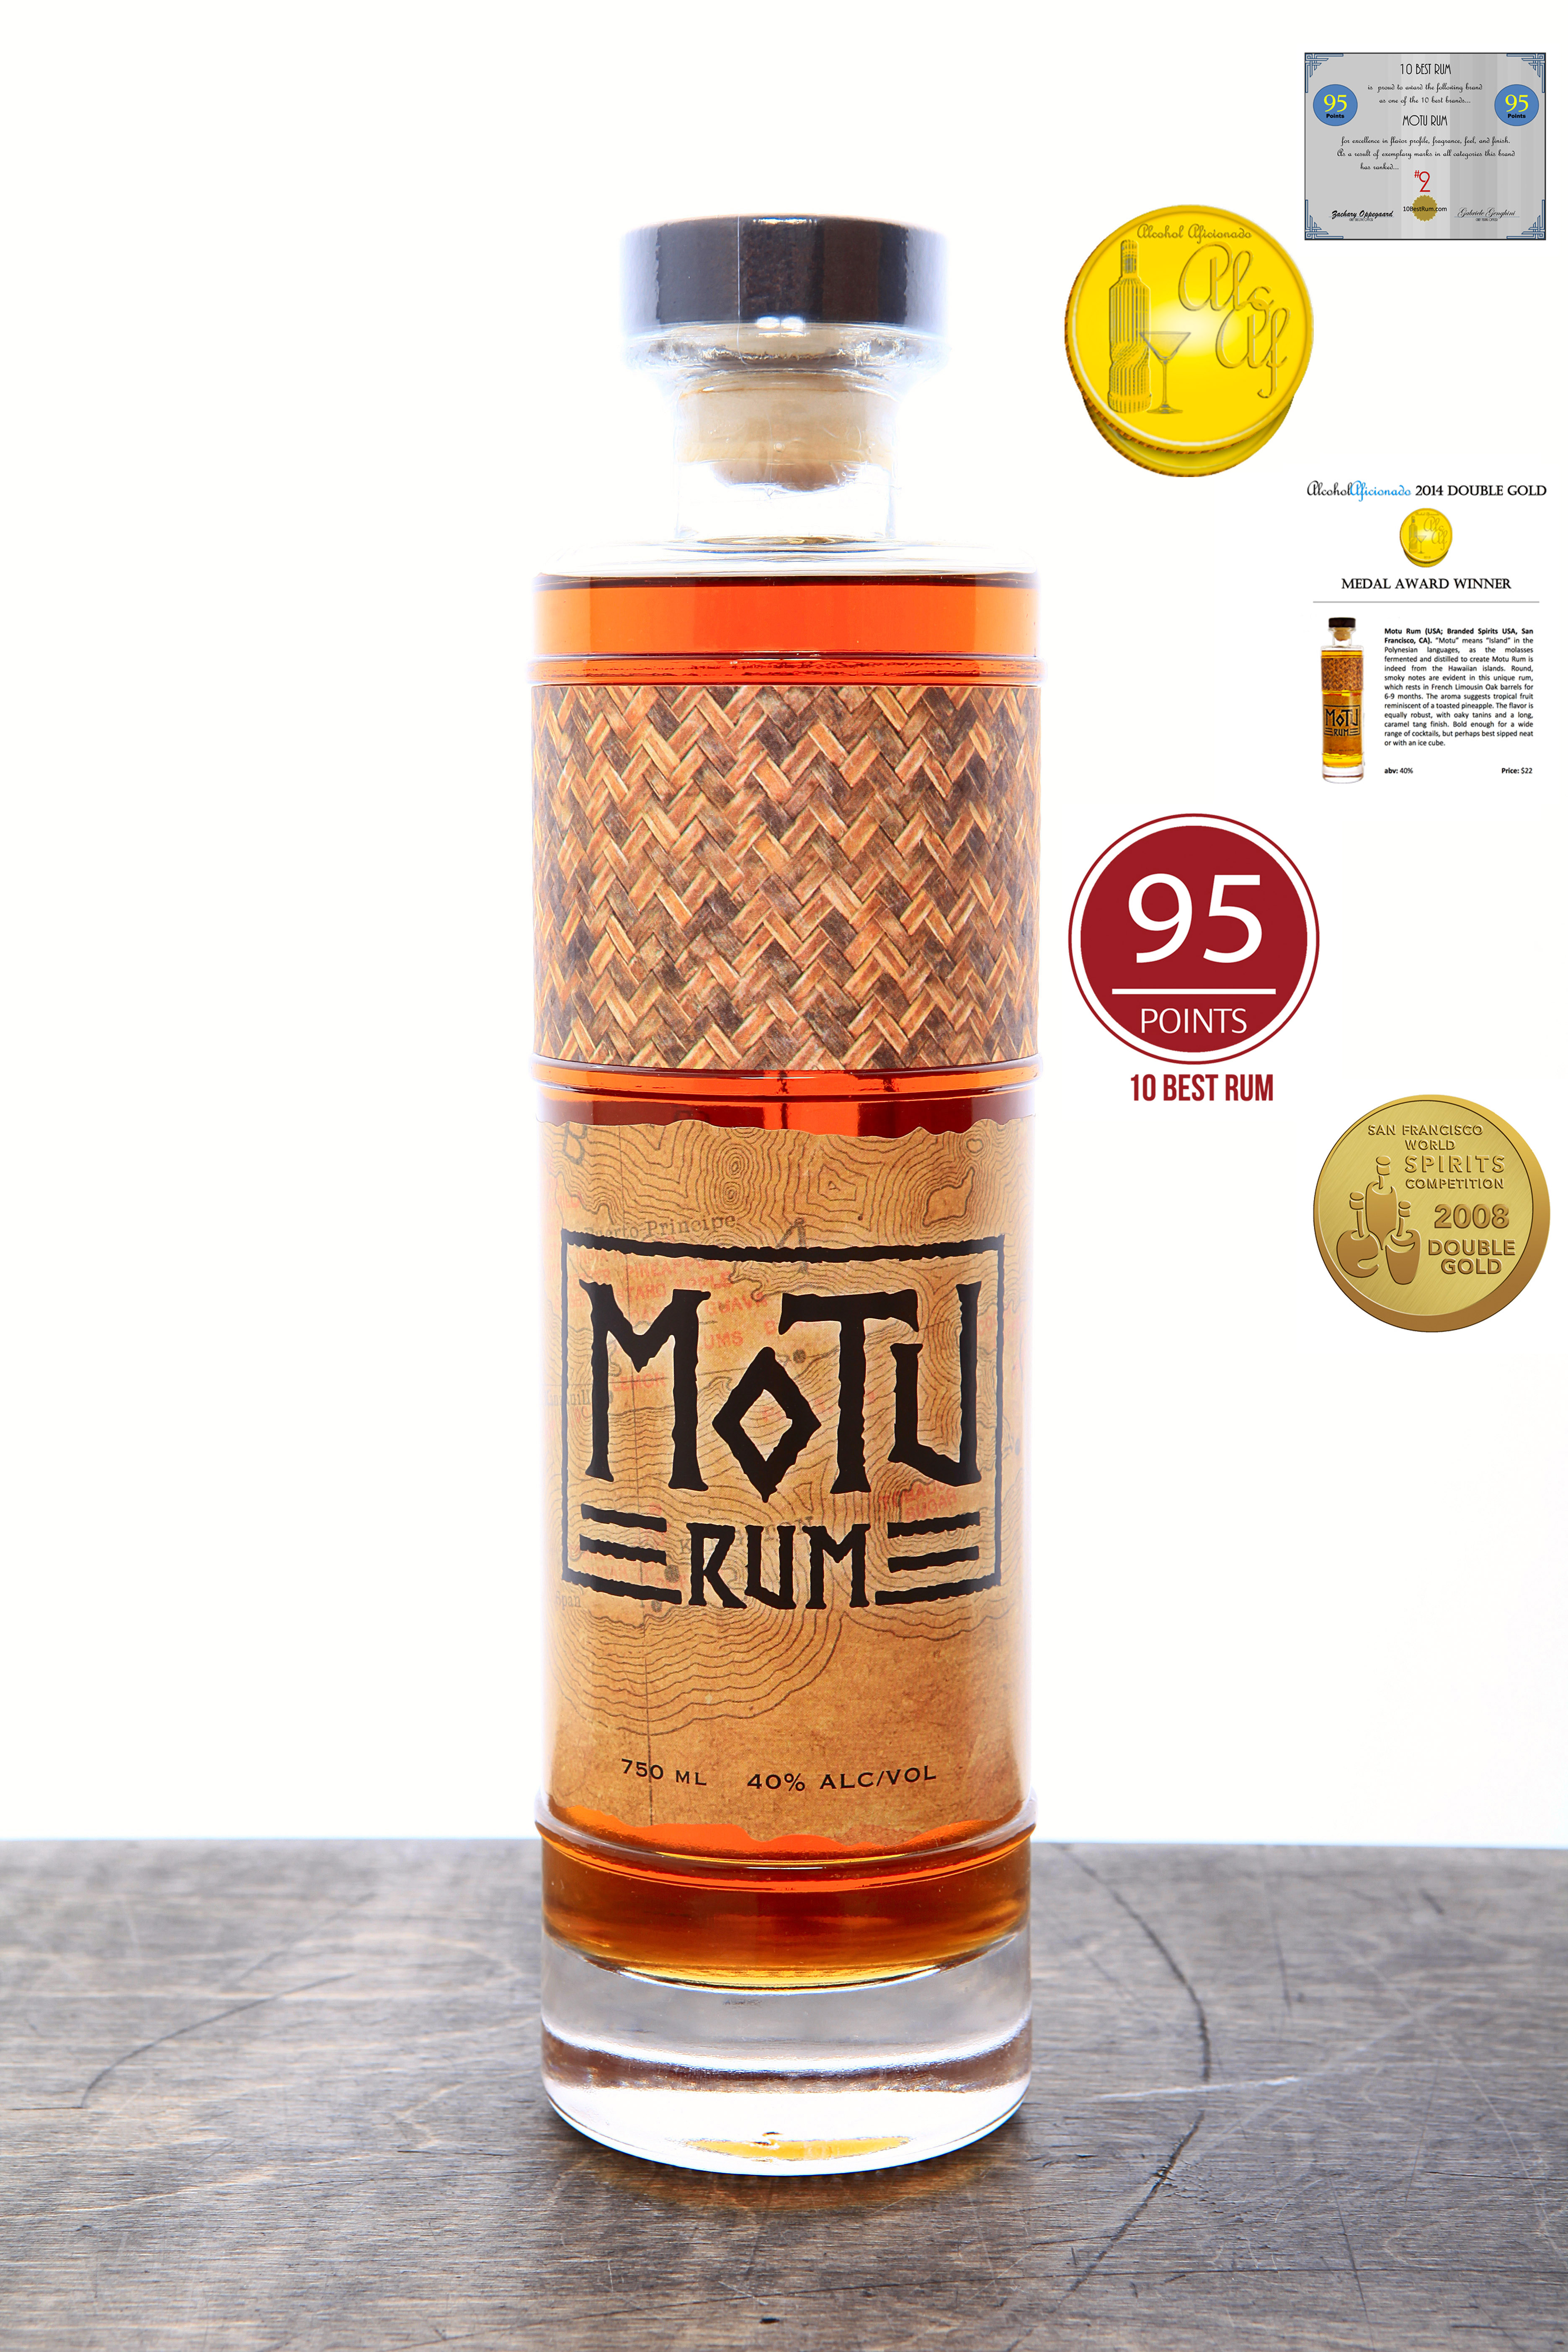 10 BEST RUM
is proud to award the following brand
as one of the 10 best brands...
95
Points
95
Points
MOTU RUM
for excellence in flavor profile, fragrance, feel, and finish.
As a result of exemplary marks in all categories this brand
has ranked...
#2
Zachary Oppegaard
10BestRum.com
Gabriele Genghini
Alcohol Aficionado
Alc
Af
AlcoholAficionado 2014 DOUBLE GOLD
MEDAL AWARD WINNER
Motu Rum (USA; Branded Spirits USA, San
Francisco, CA). "Motu" means "Island" in the
Polynesian languages, as the molasses
fermented and distilled to create Motu Rum is
indeed from the Hawaiian islands. Round,
smoky notes are evident in this unique rum,
which rests in French Limousin Oak barrels for
6-9 months. The aroma suggests tropical fruit
reminiscent of a toasted pineapple. The flavor is
equally robust, with oaky tanins and a long,
caramel tang finish. Bold enough for a wide
range of cocktails, but perhaps best sipped neat
or with an ice cube.
abv: 40% Price: $22
MOTU
RUM
95
POINTS
10 BEST RUM
SAN FRANCISCO
WORLD
SPIRITS
COMPETITION
2008
DOUBLE
GOLD
Principe
MOTU
RUM
750 ML 40% ALC/VOL